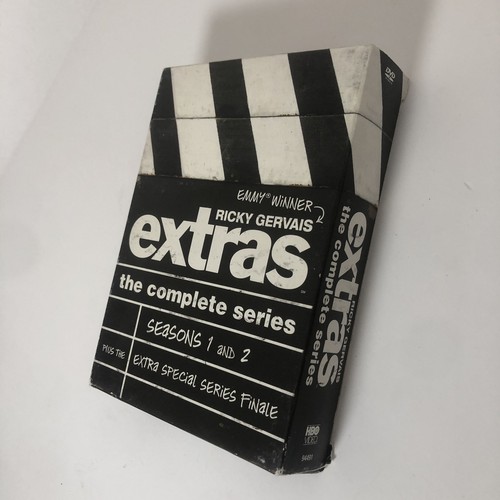 EMMY® WINNER
RICKY GERVAIS
extras
the complete series
SEASONS 1 AND 2
PLUS THE
EXTRA SPECIAL SERIES FINALE
DVD
RICKY GERVAIS
extras
the complete series
HBO
VIDEO